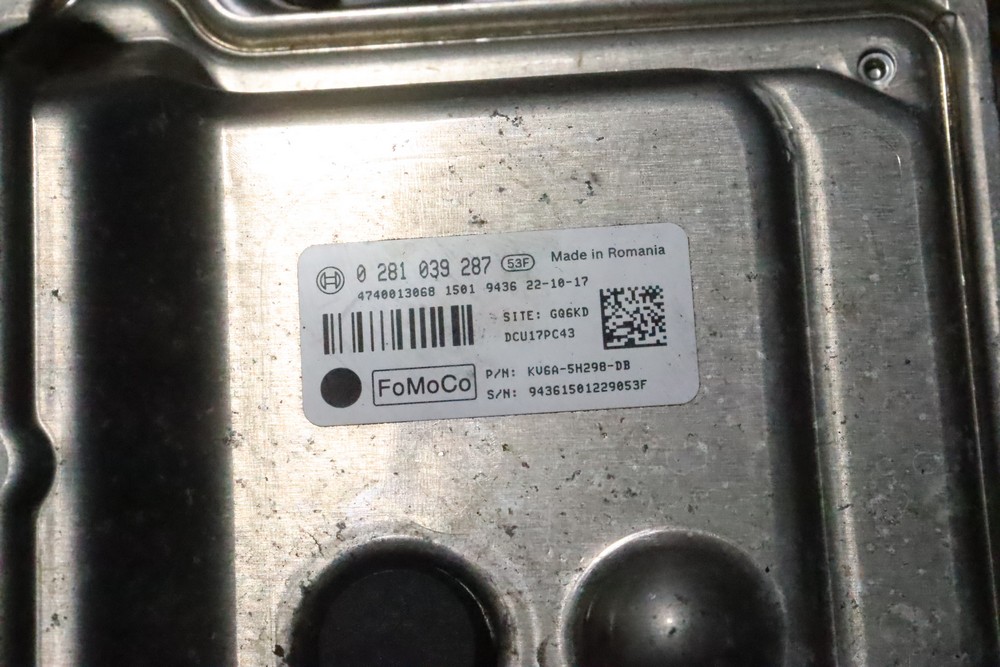 0 281 039 287 53F Made in Romania
4740013068 1501 9436 22-10-17
SITE: GQ6KD
DCU17PC43
FoMoCo
P/N: KV6A-5H298-DB
S/N: 94361501229053F